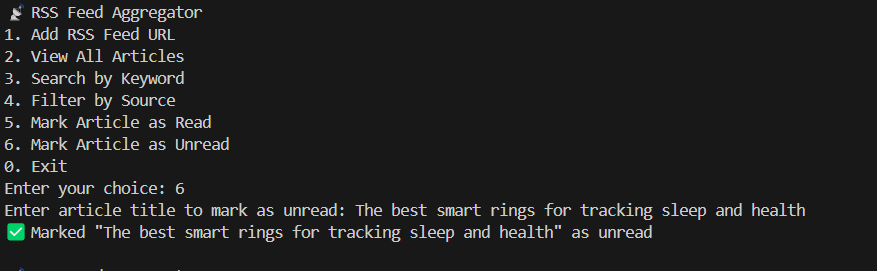 📡 RSS Feed Aggregator
1. Add RSS Feed URL
2. View All Articles
3. Search by Keyword
4. Filter by Source
5. Mark Article as Read
6. Mark Article as Unread
0. Exit
Enter your choice: 6
Enter article title to mark as unread: The best smart rings for tracking sleep and health
✅ Marked "The best smart rings for tracking sleep and health" as unread